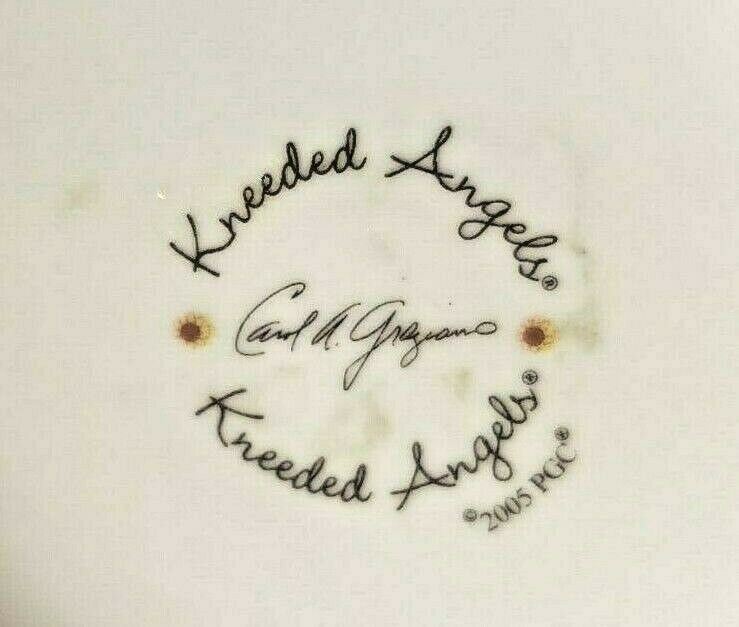 Kneeded Angels®
Carol A. Graziano
Kneeded Angels®
©2005 PGC®